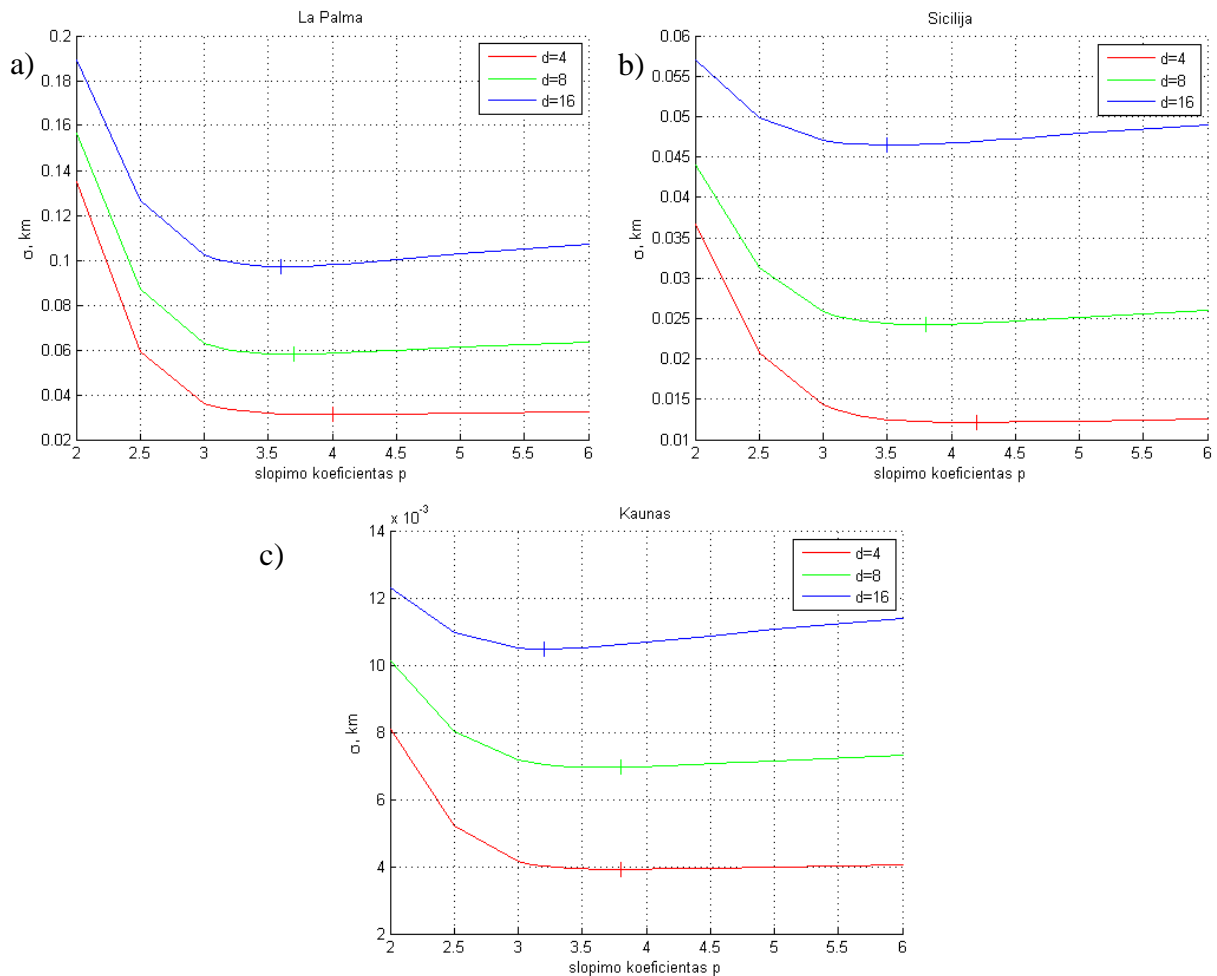 La Palma
a)
0.2
0.18
0.16
0.14
0.12
0.1
0.08
0.06
0.04
0.02
σ, km
2 2.5 3 3.5 4 4.5 5 5.5 6
slopimo koeficientas p
d=4
d=8
d=16
Sicilija
b)
0.06
0.055
0.05
0.045
0.04
0.035
0.03
0.025
0.02
0.015
0.01
σ, km
2 2.5 3 3.5 4 4.5 5 5.5 6
slopimo koeficientas p
d=4
d=8
d=16
Kaunas
c)
x 10⁻³
14
12
10
8
6
4
2
σ, km
2 2.5 3 3.5 4 4.5 5 5.5 6
slopimo koeficientas p
d=4
d=8
d=16